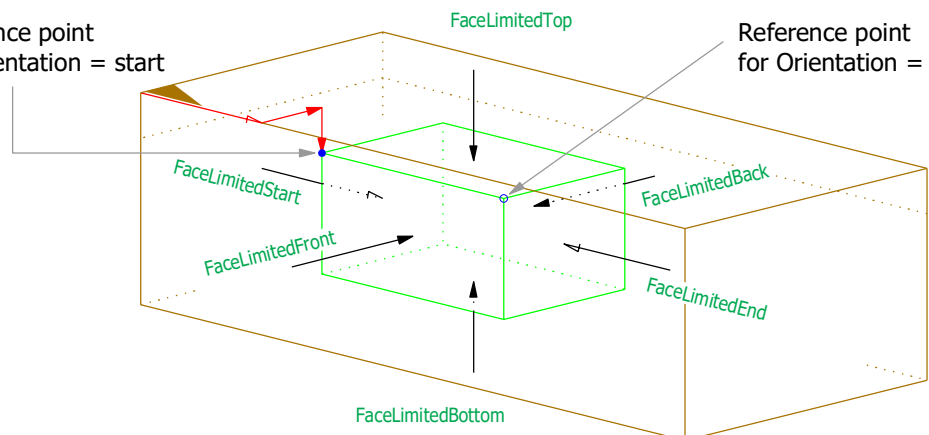 FaceLimitedTop
nce point
entation = start
Reference point
for Orientation =
FaceLimitedStart
FaceLimitedBack
FaceLimitedFront
FaceLimitedEnd
FaceLimitedBottom